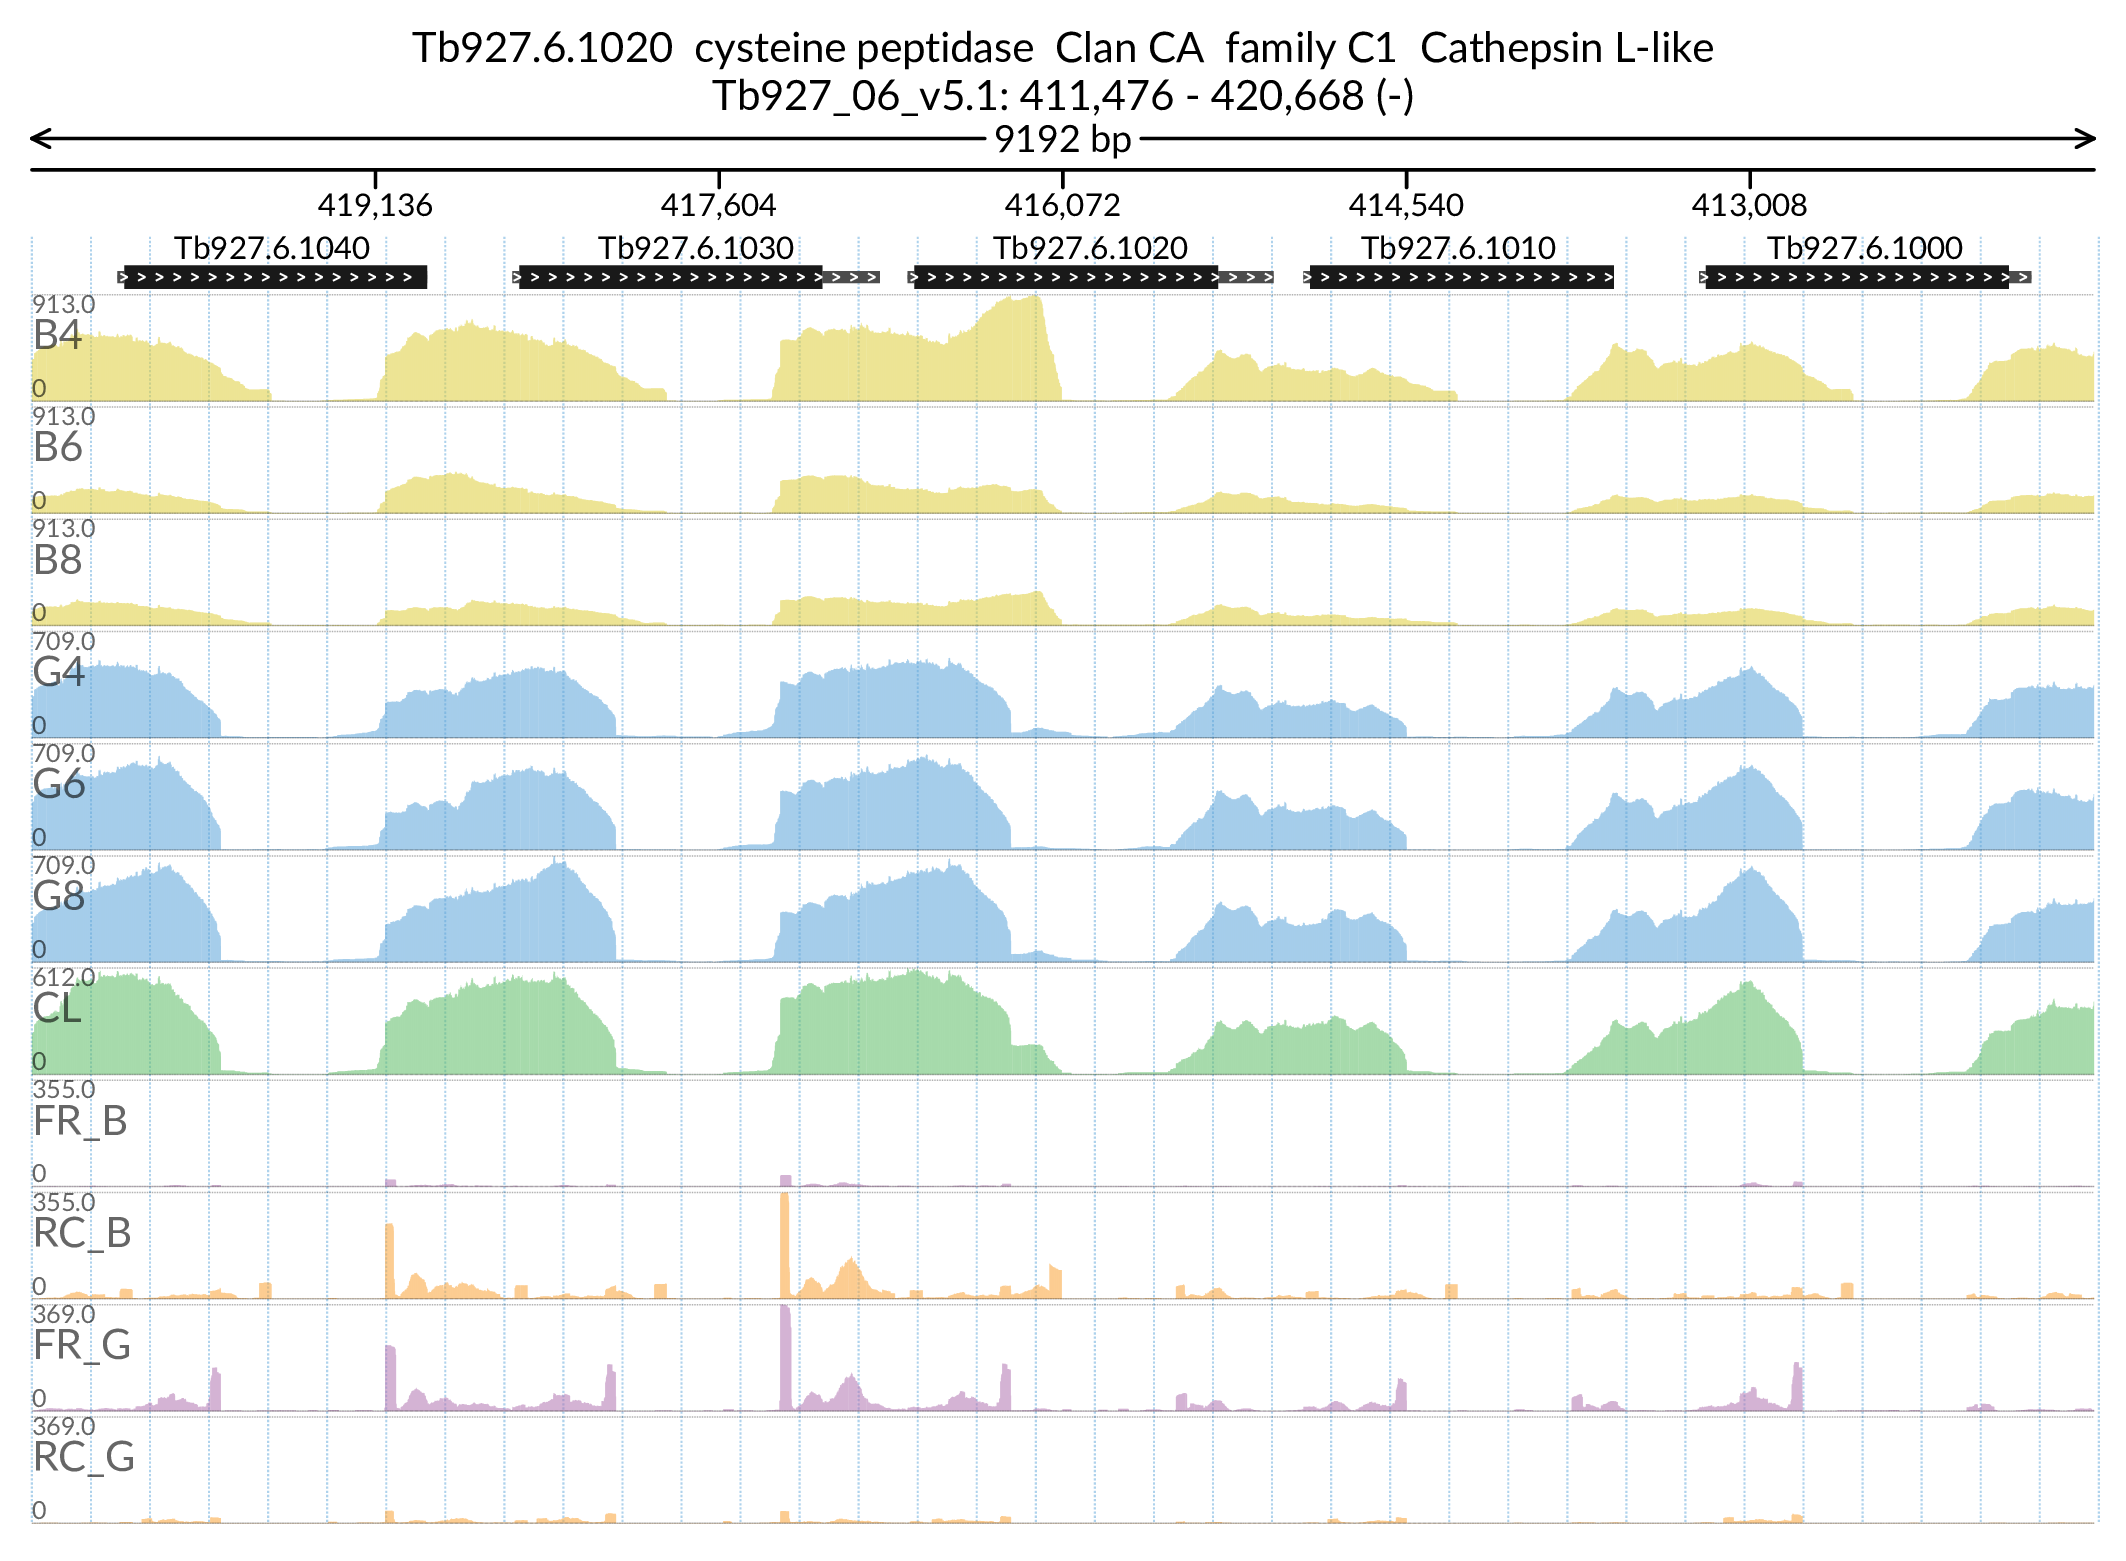 Tb927.6.1020  cysteine peptidase  Clan CA  family C1  Cathepsin L-like
Tb927_06_v5.1: 411,476 - 420,668 (-)
9192 bp
419,136 417,604 416,072 414,540 413,008
Tb927.6.1040 Tb927.6.1030 Tb927.6.1020 Tb927.6.1010 Tb927.6.1000
913.0
B4
0
913.0
B6
0
913.0
B8
0
709.0
G4
0
709.0
G6
0
709.0
G8
0
612.0
CL
0
355.0
FR_B
0
355.0
RC_B
0
369.0
FR_G
0
369.0
RC_G
0